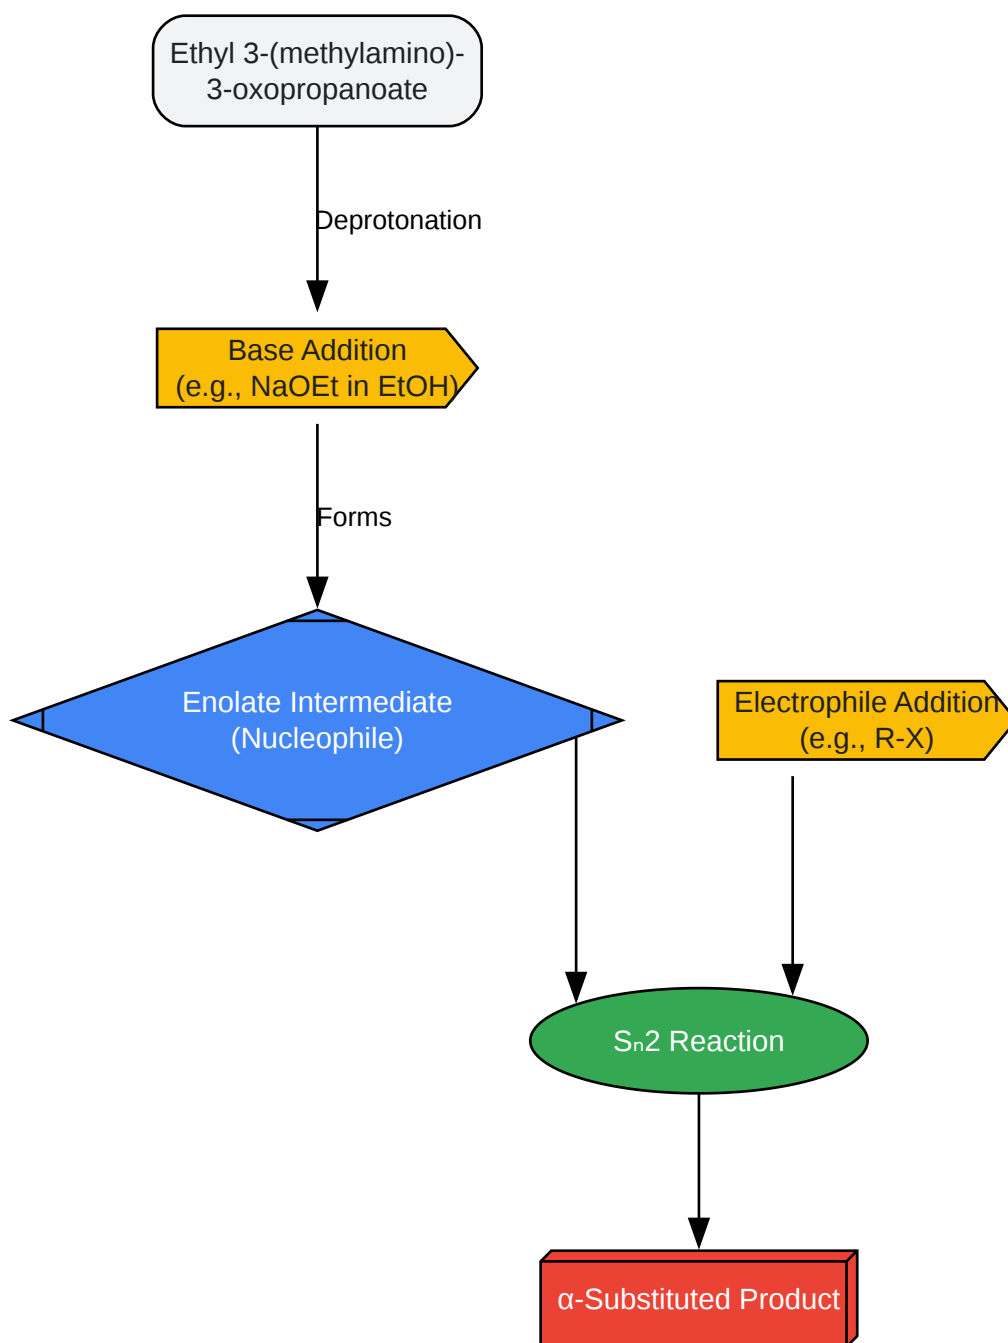 Ethyl 3-(methylamino)-
3-oxopropanoate
Deprotonation
Base Addition
(e.g., NaOEt in EtOH)
Forms
Enolate Intermediate
(Nucleophile)
Electrophile Addition
(e.g., R-X)
Sₙ2 Reaction
α-Substituted Product